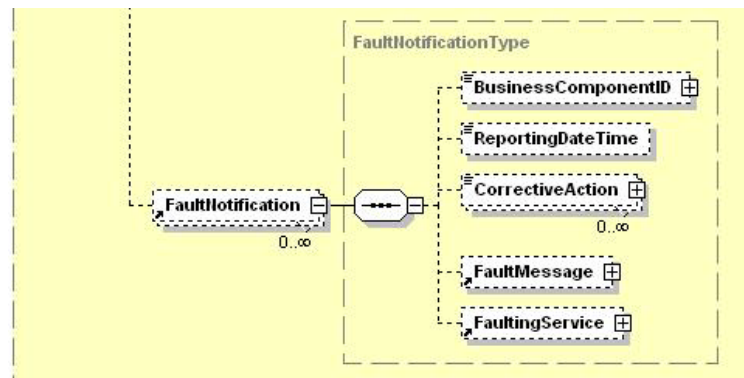 FaultNotificationType
BusinessComponentID
ReportingDateTime
CorrectiveAction
0..∞
FaultNotification
0..∞
FaultMessage
FaultingService